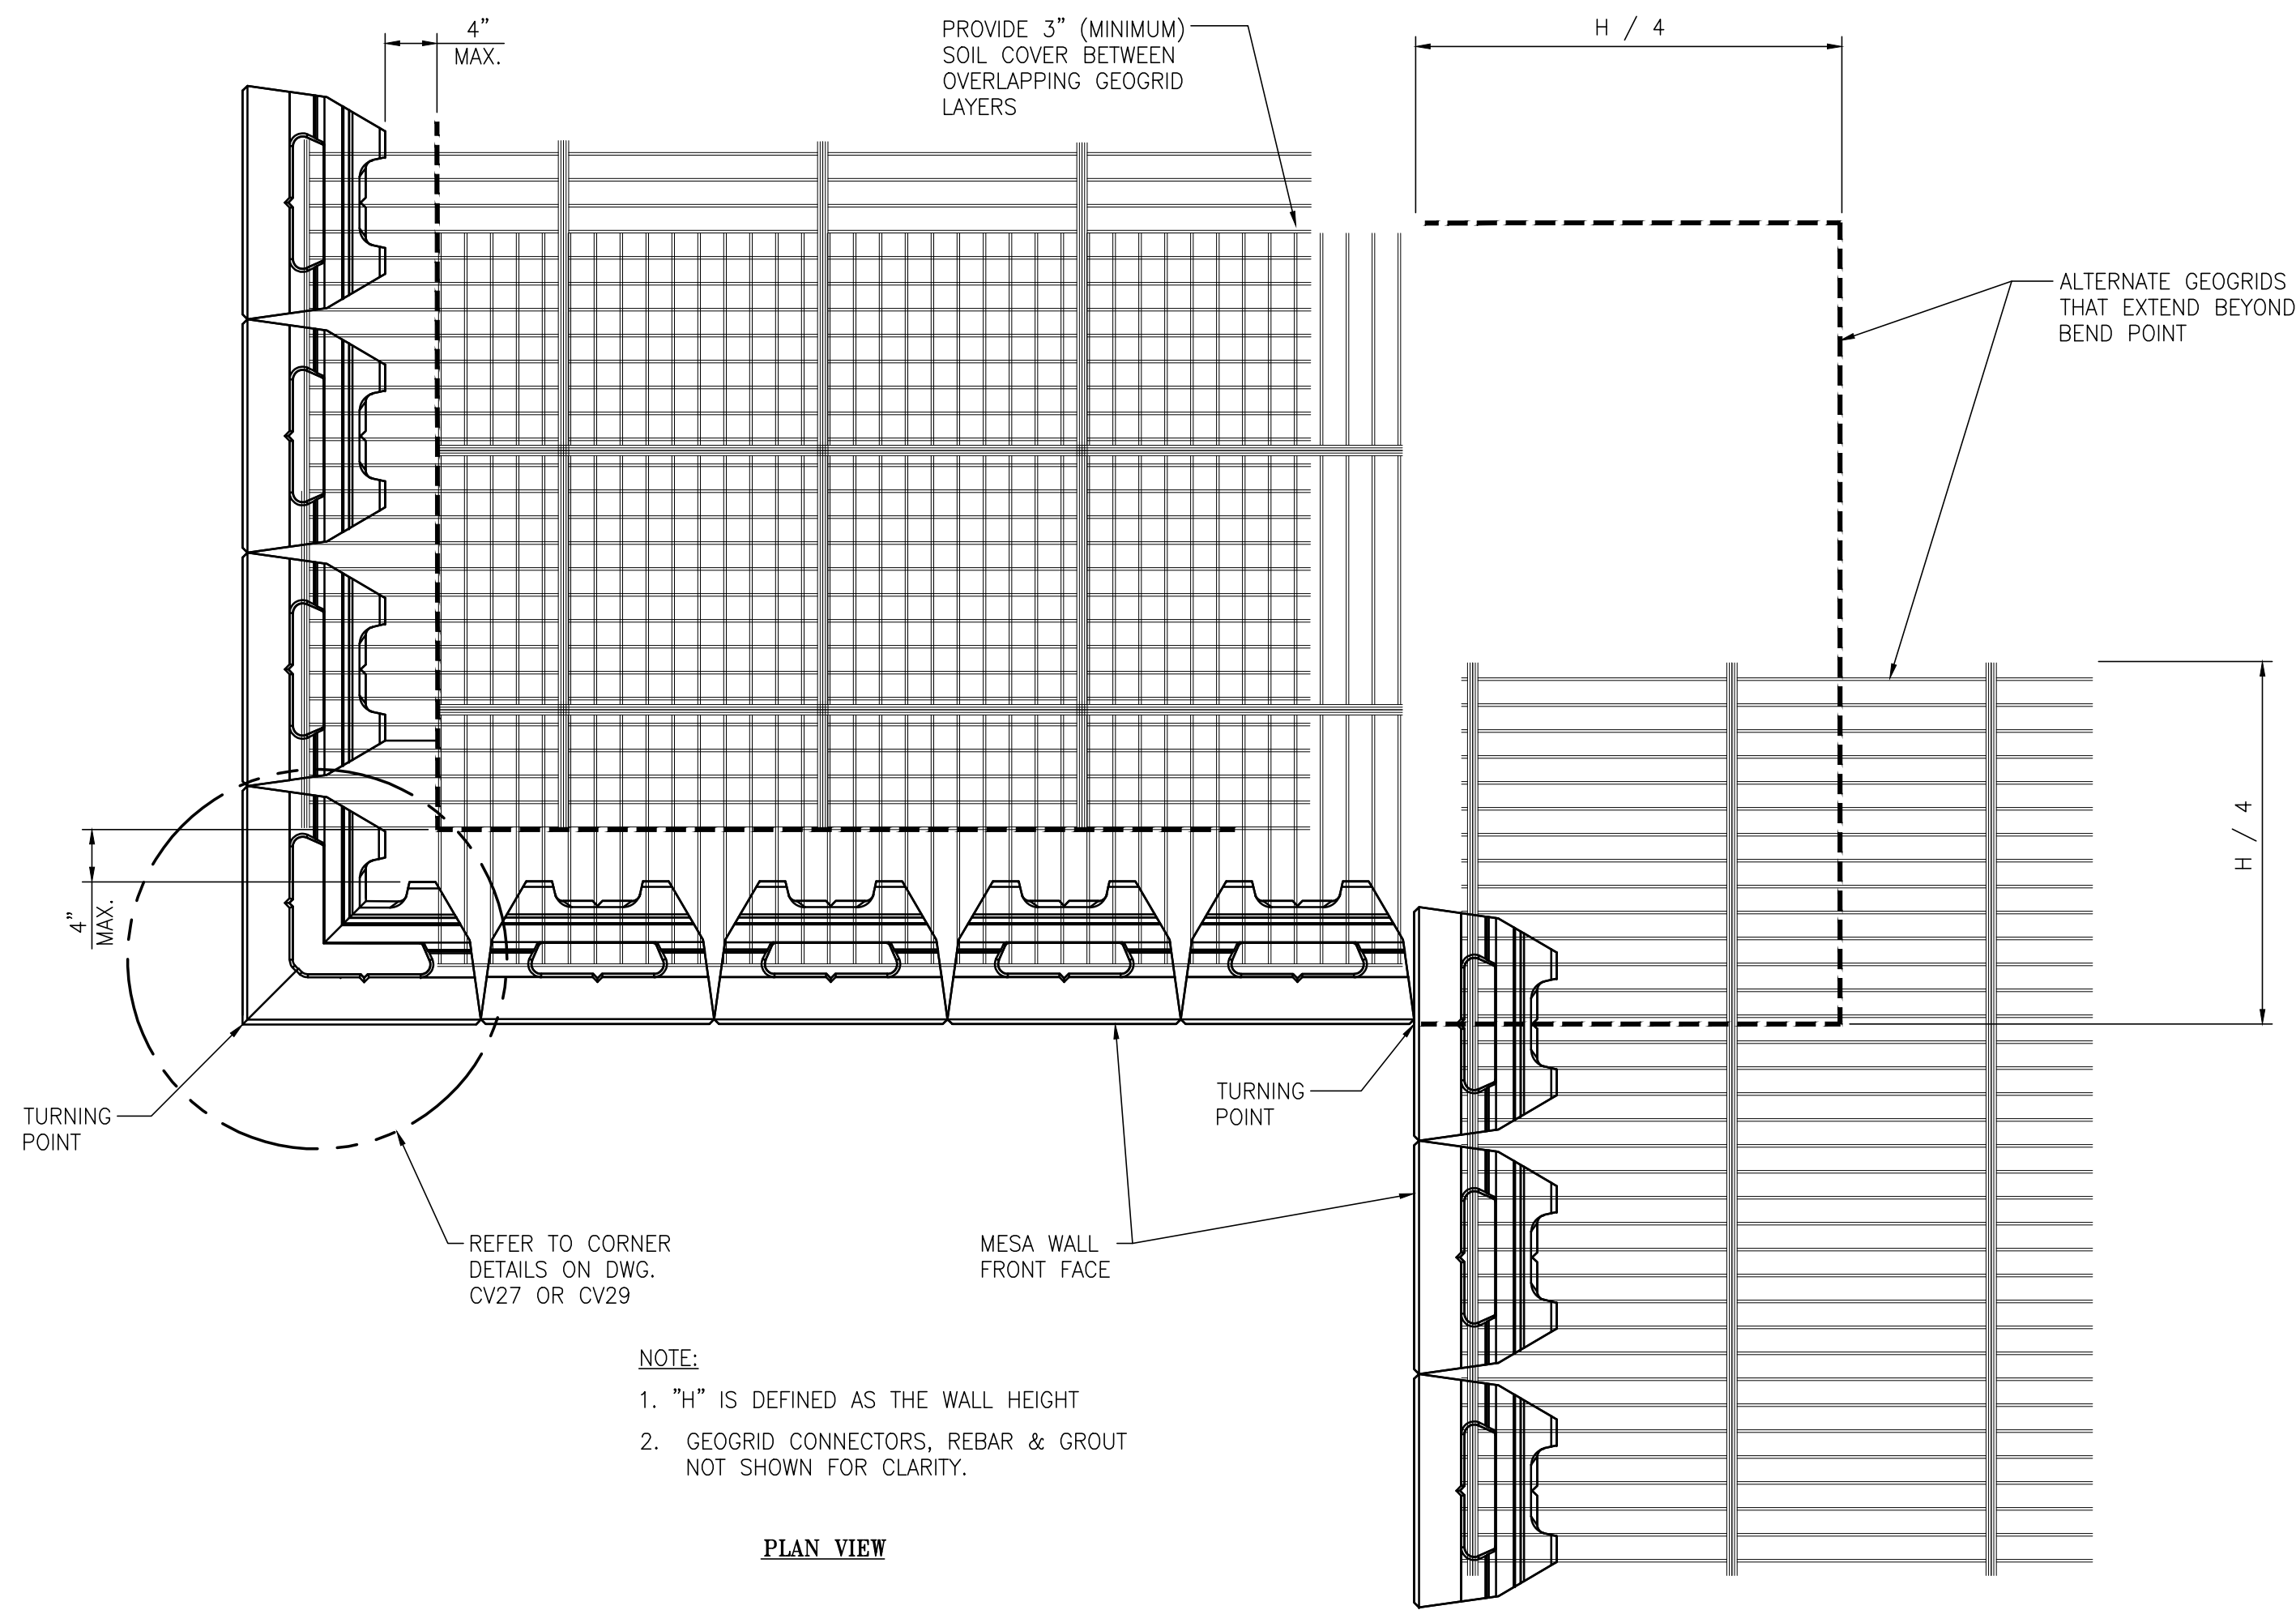 4”
MAX.
PROVIDE 3” (MINIMUM)
SOIL COVER BETWEEN
OVERLAPPING GEOGRID
LAYERS
H / 4
ALTERNATE GEOGRIDS
THAT EXTEND BEYOND
BEND POINT
H / 4
4”
MAX.
TURNING
POINT
TURNING
POINT
REFER TO CORNER
DETAILS ON DWG.
CV27 OR CV29
MESA WALL
FRONT FACE
NOTE:
1. ”H” IS DEFINED AS THE WALL HEIGHT
2. GEOGRID CONNECTORS, REBAR & GROUT
NOT SHOWN FOR CLARITY.
PLAN VIEW